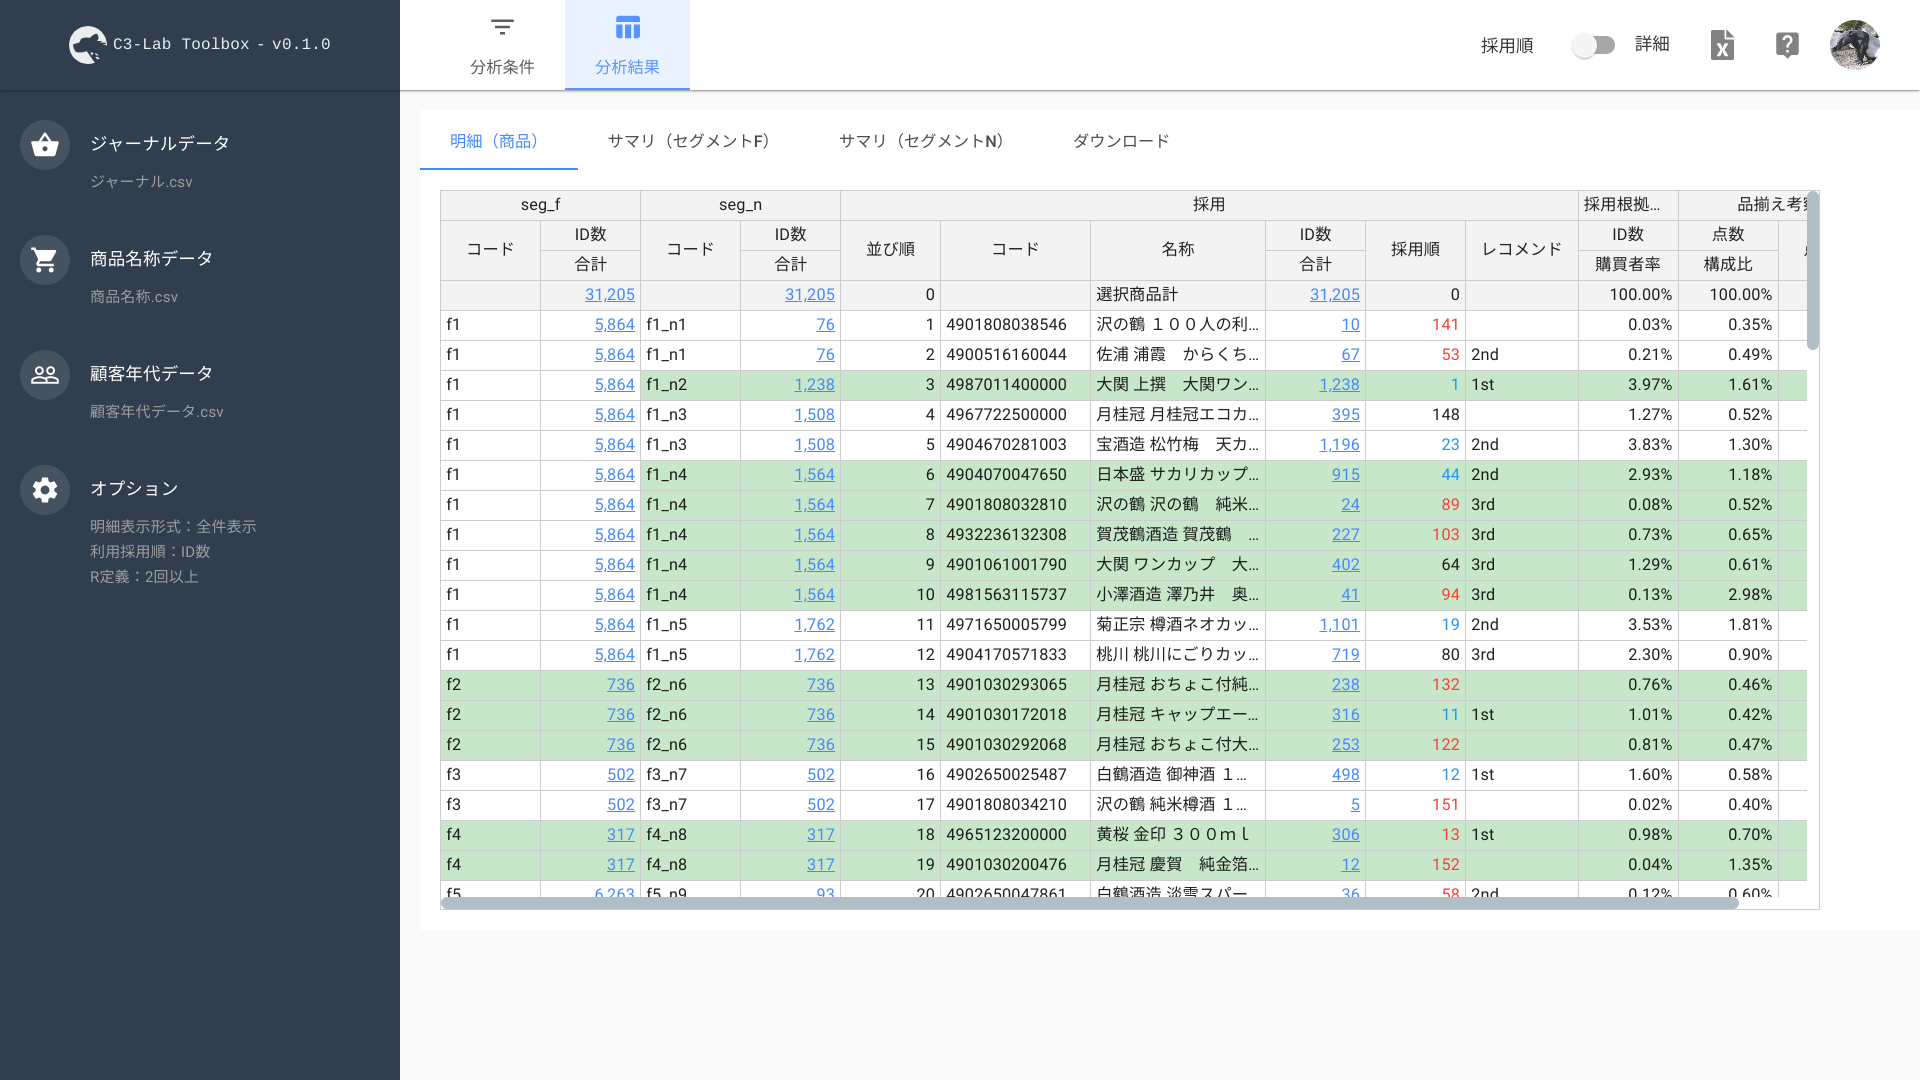 C3-Lab Toolbox - v0.1.0
分析条件
分析結果
採用順
詳細
ジャーナルデータ
ジャーナル.csv
商品名称データ
商品名称.csv
顧客年代データ
顧客年代データ.csv
オプション
明細表示形式：全件表示
利用採用順：ID数
R定義：2回以上
明細（商品）
サマリ（セグメントF）
サマリ（セグメントN）
ダウンロード
seg_f seg_n 採用 採用根拠... 品揃え考
コード ID数 合計 コード ID数 合計 並び順 コード 名称 ID数 合計 採用順 レコメンド ID数 購買者率 点数 構成比
31,205 31,205 0 選択商品計 31,205 0 100.00% 100.00%
f1 5,864 f1_n1 76 1 4901808038546 沢の鶴 １００人の利... 10 141 0.03% 0.35%
f1 5,864 f1_n1 76 2 4900516160044 佐浦 浦霞　からくち... 67 53 2nd 0.21% 0.49%
f1 5,864 f1_n2 1,238 3 4987011400000 大関 上撰　大関ワン... 1,238 1 1st 3.97% 1.61%
f1 5,864 f1_n3 1,508 4 4967722500000 月桂冠 月桂冠エコカ... 395 148 1.27% 0.52%
f1 5,864 f1_n3 1,508 5 4904670281003 宝酒造 松竹梅　天カ... 1,196 23 2nd 3.83% 1.30%
f1 5,864 f1_n4 1,564 6 4904070047650 日本盛 サカリカップ... 915 44 2nd 2.93% 1.18%
f1 5,864 f1_n4 1,564 7 4901808032810 沢の鶴 沢の鶴　純米... 24 89 3rd 0.08% 0.52%
f1 5,864 f1_n4 1,564 8 4932236132308 賀茂鶴酒造 賀茂鶴　... 227 103 3rd 0.73% 0.65%
f1 5,864 f1_n4 1,564 9 4901061001790 大関 ワンカップ　大... 402 64 3rd 1.29% 0.61%
f1 5,864 f1_n4 1,564 10 4981563115737 小澤酒造 澤乃井　奥... 41 94 3rd 0.13% 2.98%
f1 5,864 f1_n5 1,762 11 4971650005799 菊正宗 樽酒ネオカッ... 1,101 19 2nd 3.53% 1.81%
f1 5,864 f1_n5 1,762 12 4904170571833 桃川 桃川にごりカッ... 719 80 3rd 2.30% 0.90%
f2 736 f2_n6 736 13 4901030293065 月桂冠 おちょこ付純... 238 132 0.76% 0.46%
f2 736 f2_n6 736 14 4901030172018 月桂冠 キャップエー... 316 11 1st 1.01% 0.42%
f2 736 f2_n6 736 15 4901030292068 月桂冠 おちょこ付大... 253 122 0.81% 0.47%
f3 502 f3_n7 502 16 4902650025487 白鶴酒造 御神酒 １... 498 12 1st 1.60% 0.58%
f3 502 f3_n7 502 17 4901808034210 沢の鶴 純米樽酒 １... 5 151 0.02% 0.40%
f4 317 f4_n8 317 18 4965123200000 黄桜 金印 ３００ｍｌ 306 13 1st 0.98% 0.70%
f4 317 f4_n8 317 19 4901030200476 月桂冠 慶賀　純金箔... 12 152 0.04% 1.35%
f5 6,263 f5_n9 93 20 4902650047861 白鶴酒造 淡雪スパー... 36 58 2nd 0.12% 0.60%